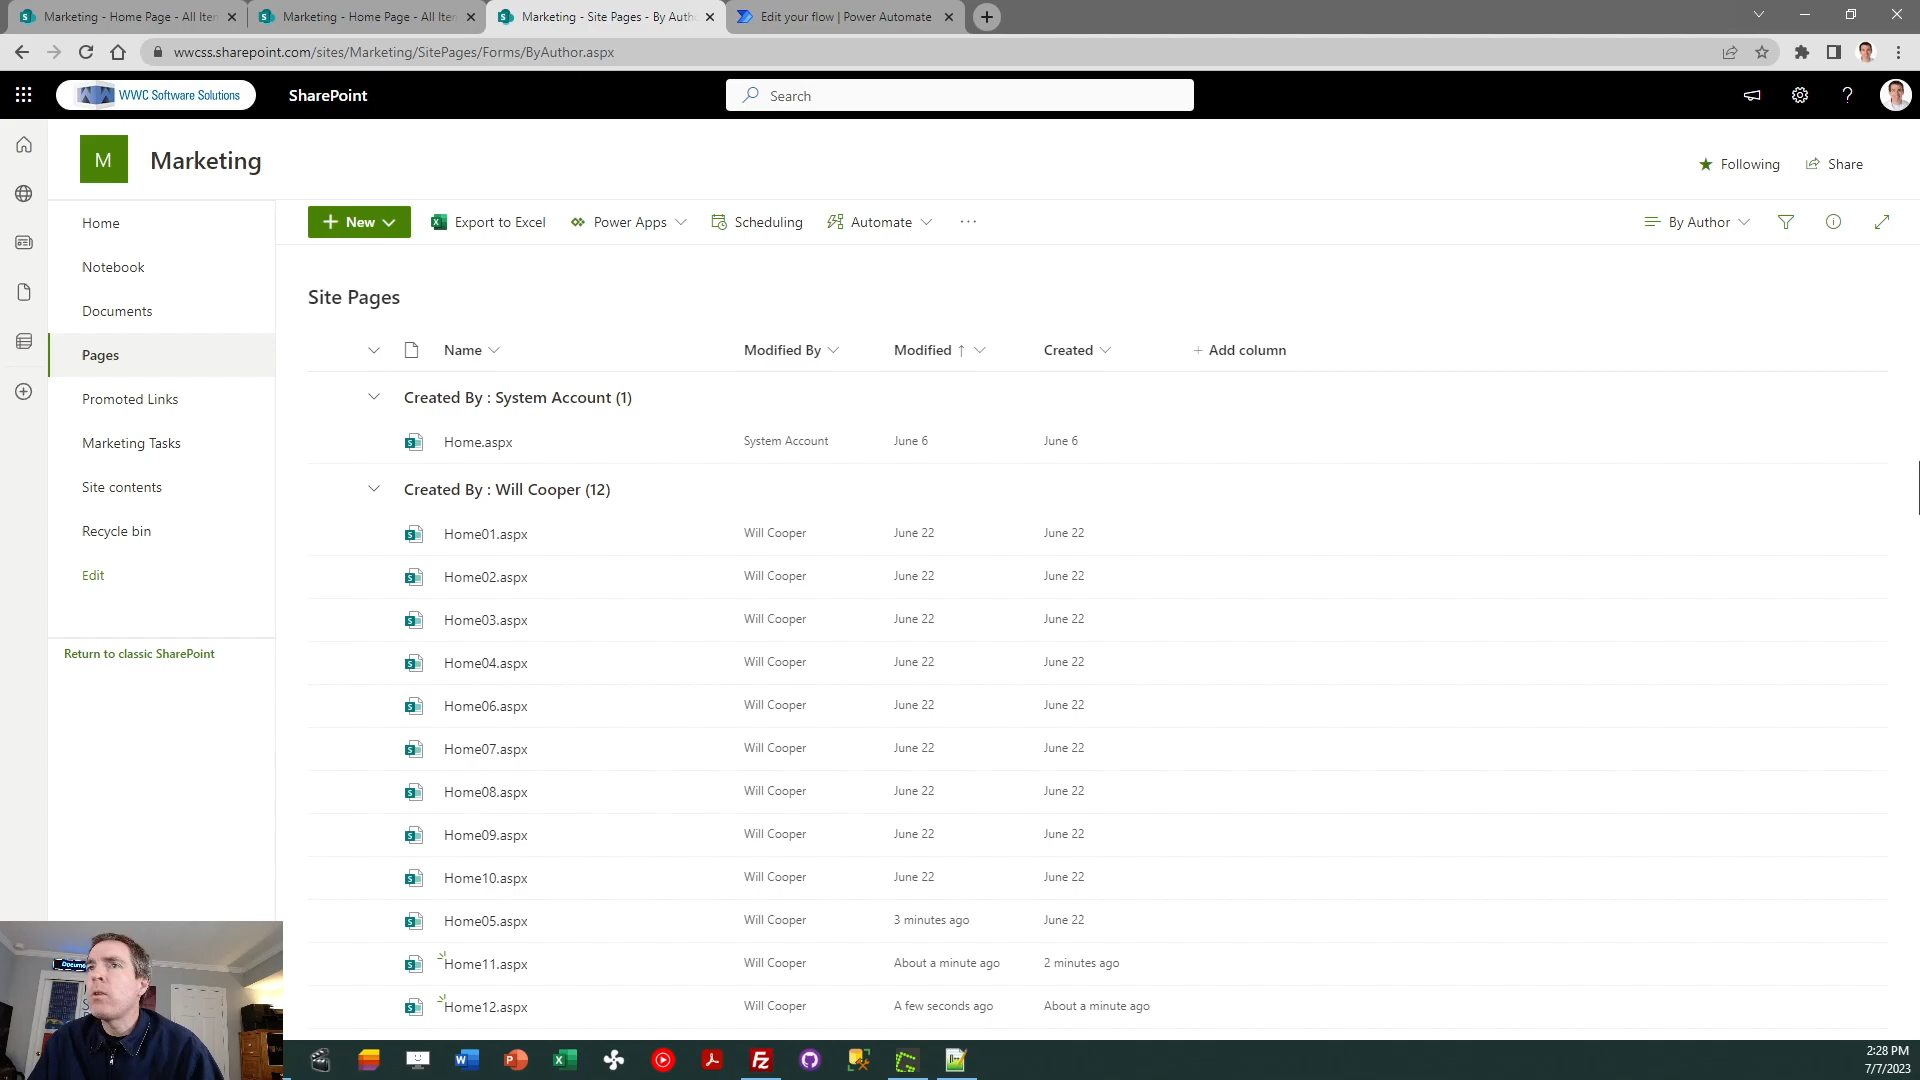 Marketing - Home Page - All Iten
Marketing - Home Page - All Iten
Marketing - Site Pages - By Auth
Edit your flow | Power Automate
wwcss.sharepoint.com/sites/Marketing/SitePages/Forms/ByAuthor.aspx
WWC Software Solutions
SharePoint
Search
M
Marketing
Following
Share
New
Export to Excel
Power Apps
Scheduling
Automate
By Author
Home
Notebook
Documents
Pages
Promoted Links
Marketing Tasks
Site contents
Recycle bin
Edit
Return to classic SharePoint
Site Pages
Name
Modified By
Modified
Created
+ Add column
Created By : System Account (1)
Home.aspx System Account June 6 June 6
Created By : Will Cooper (12)
Home01.aspx Will Cooper June 22 June 22
Home02.aspx Will Cooper June 22 June 22
Home03.aspx Will Cooper June 22 June 22
Home04.aspx Will Cooper June 22 June 22
Home06.aspx Will Cooper June 22 June 22
Home07.aspx Will Cooper June 22 June 22
Home08.aspx Will Cooper June 22 June 22
Home09.aspx Will Cooper June 22 June 22
Home10.aspx Will Cooper June 22 June 22
Home05.aspx Will Cooper 3 minutes ago June 22
Home11.aspx Will Cooper About a minute ago 2 minutes ago
Home12.aspx Will Cooper A few seconds ago About a minute ago
2:28 PM
7/7/2023